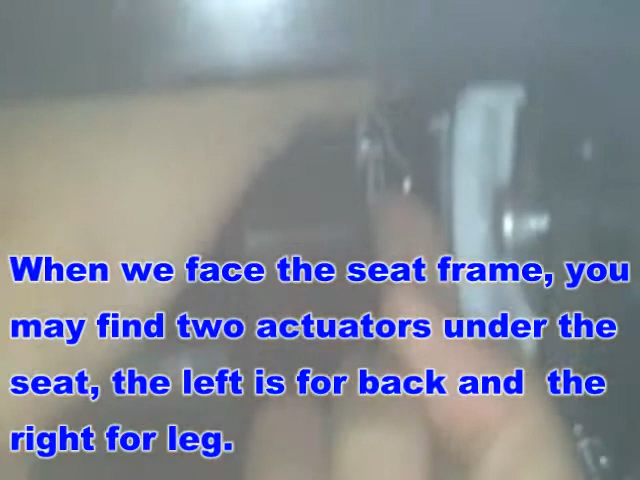 When we face the seat frame, you
may find two actuators under the
seat, the left is for back and  the
right for leg.